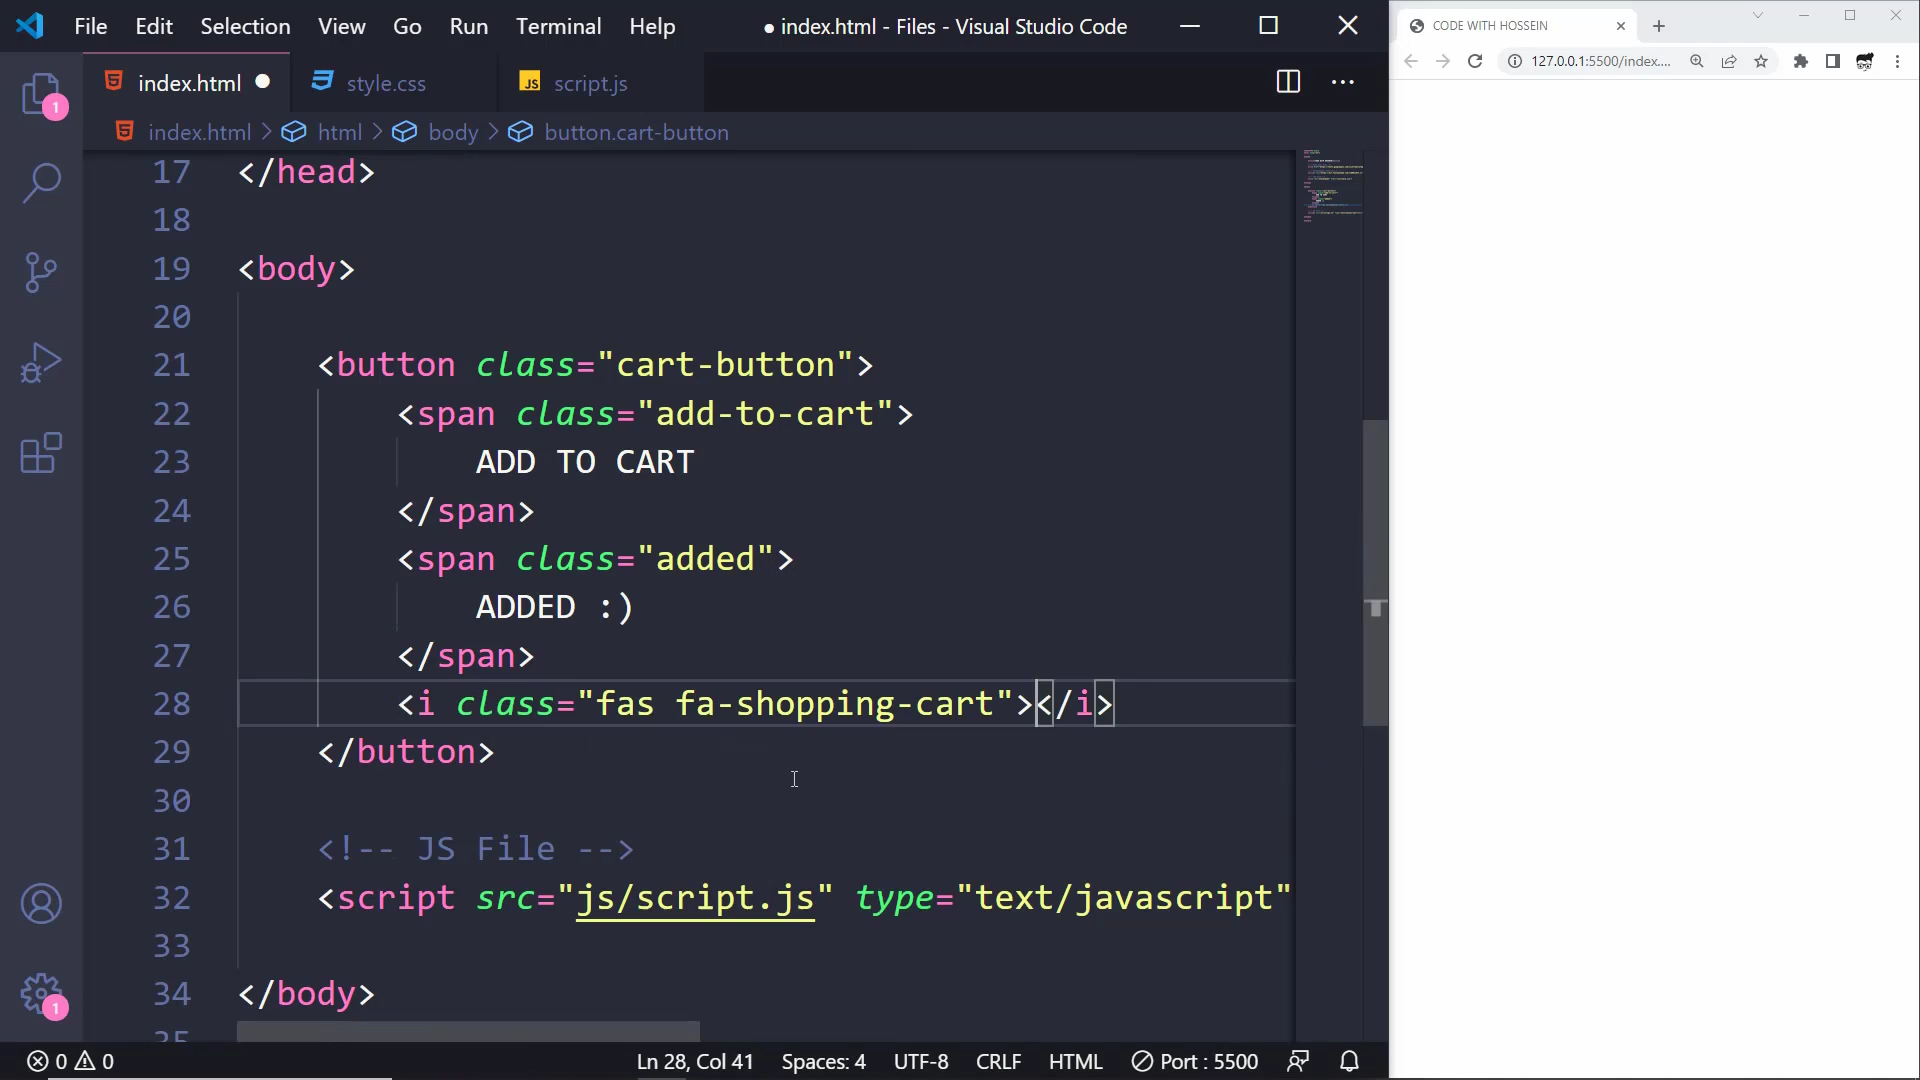 File Edit Selection View Go Run Terminal Help ● index.html - Files - Visual Studio Code
index.html ● style.css JS script.js
index.html > html > body > button.cart-button
17 </head>
18
19 <body>
20
21 <button class="cart-button">
22 <span class="add-to-cart">
23 ADD TO CART
24 </span>
25 <span class="added">
26 ADDED :)
27 </span>
28 <i class="fas fa-shopping-cart"></i>
29 </button>
30
31 <!-- JS File -->
32 <script src="js/script.js" type="text/javascript"
33
34 </body>
35
1
1
0 0 Ln 28, Col 41 Spaces: 4 UTF-8 CRLF HTML Port : 5500
CODE WITH HOSSEIN
127.0.0.1:5500/index....